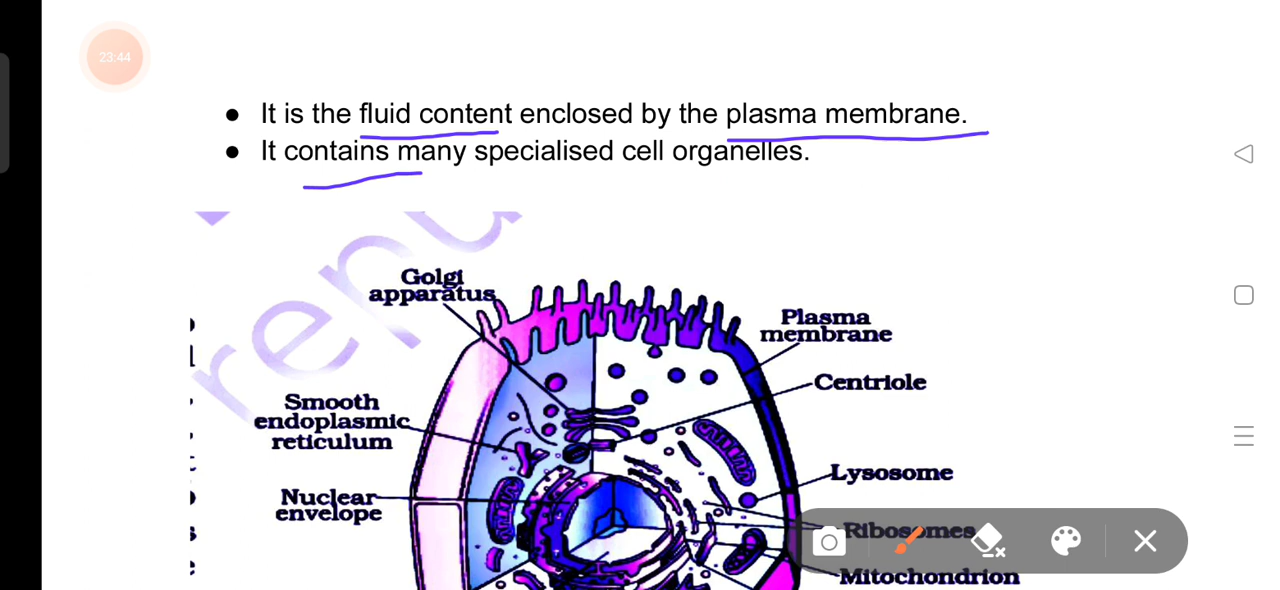 23:44
● It is the fluid content enclosed by the plasma membrane.
● It contains many specialised cell organelles.
Golgi
apparatus
Plasma
membrane
Centriole
Smooth
endoplasmic
reticulum
Lysosome
Nuclear
envelope
Ribosomes
Mitochondrion